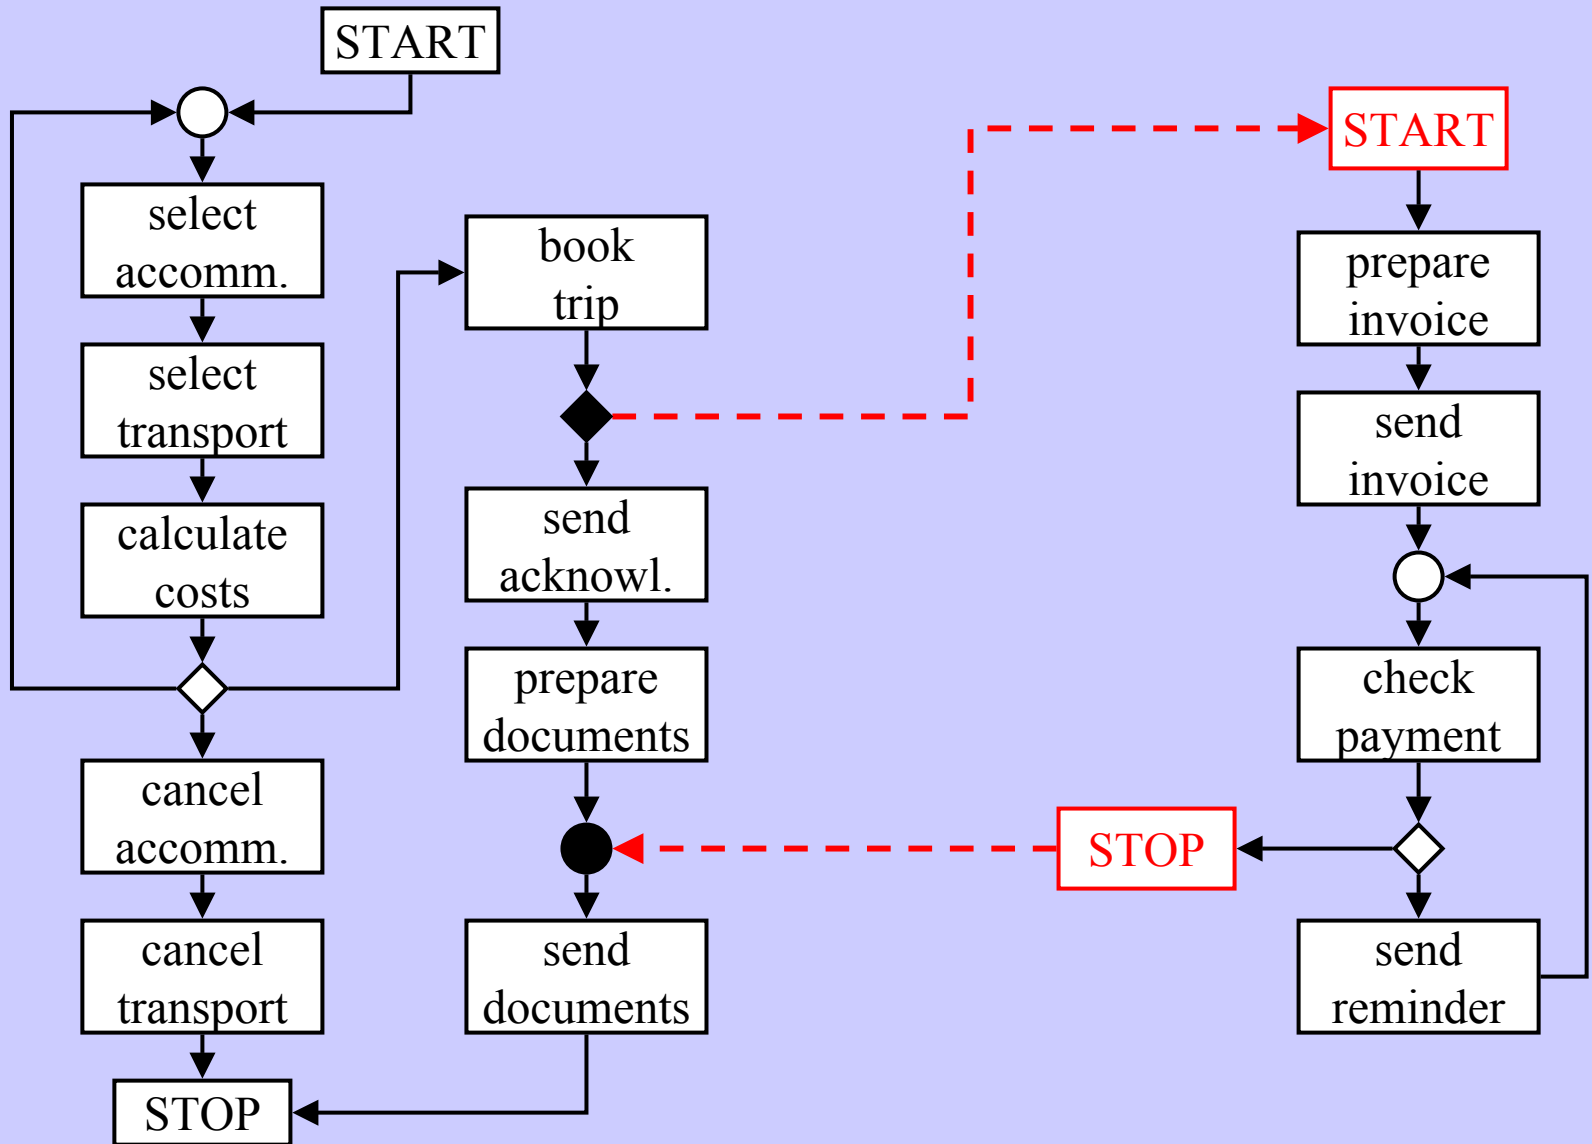 START
select
accomm.
select
transport
calculate
costs
cancel
accomm.
cancel
transport
STOP
book
trip
send
acknowl.
prepare
documents
send
documents
START
prepare
invoice
send
invoice
check
payment
STOP
send
reminder